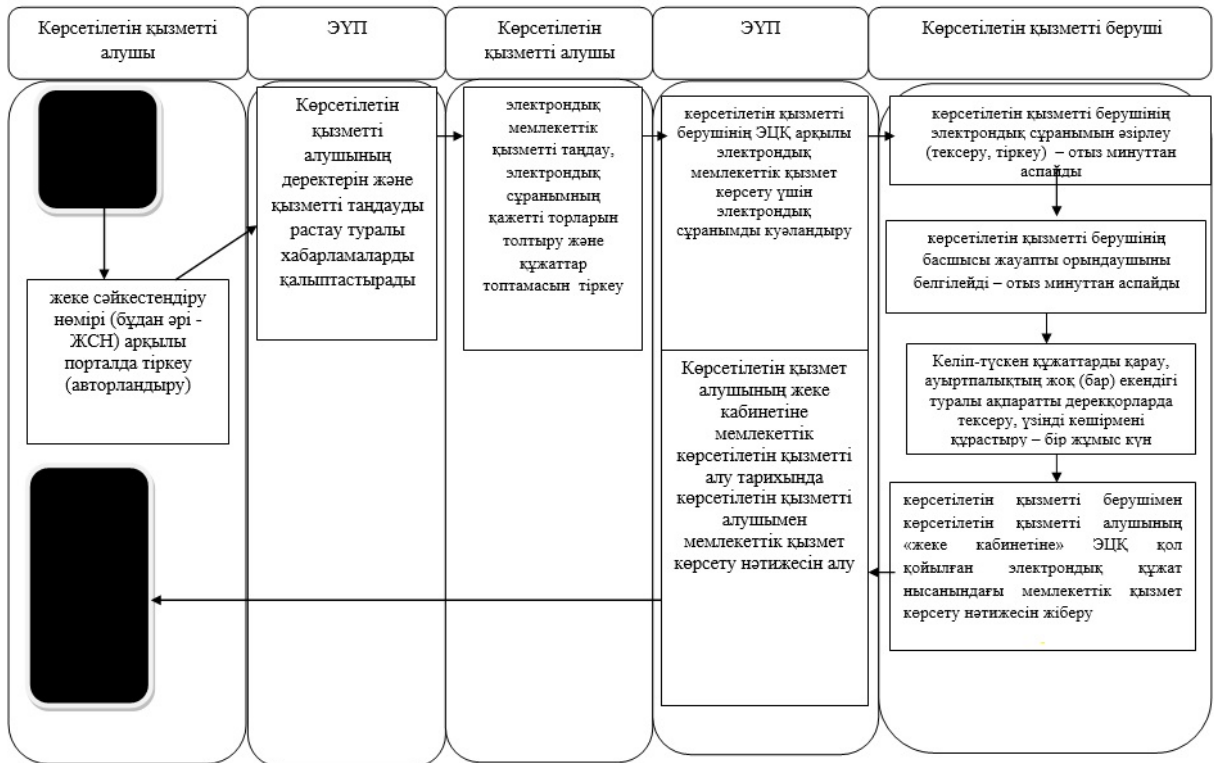 Көрсетілетін қызметті
алушы
ЭҮП
Көрсетілетін
қызметті алушы
ЭҮП
Көрсетілетін қызметті беруші
жеке сәйкестендіру
нөмірі (бұдан әрі -
ЖСН) арқылы
порталда тіркеу
(авторландыру)
Көрсетілетін
қызметті
алушының
деректерін және
қызметті таңдауды
растау туралы
хабарламаларды
қалыптастырады
электрондық
мемлекеттік
қызметті таңдау,
электрондық
сұранымның
қажетті торларын
толтыру және
құжаттар
топтамасын тіркеу
көрсетілетін қызметті
берушінің ЭЦҚ арқылы
электрондық
мемлекеттік қызмет
көрсету үшін
электрондық
сұранымды куәландыру
көрсетілетін қызметті берушінің
электрондық сұранымын әзірлеу
(тексеру, тіркеу) – отыз минуттан
аспайды
көрсетілетін қызметті берушінің
басшысы жауапты орындаушыны
белгілейді – отыз минуттан аспайды
Келіп-түскен құжаттарды қарау,
ауыртпалықтың жоқ (бар) екендігі
туралы ақпаратты дерекқорларда
тексеру, үзінді көшірмені
құрастыру – бір жұмыс күн
көрсетілетін қызметті берушімен
көрсетілетін қызметті алушының
«жеке кабинетіне» ЭЦҚ қол
қойылған электрондық құжат
нысанындағы мемлекеттік қызмет
көрсету нәтижесін жіберу
Көрсетілетін қызмет
алушының жеке
кабинетіне
мемлекеттік
көрсетілетін қызметті
алу тарихында
көрсетілетін қызметті
алушымен
мемлекеттік қызмет
көрсету нәтижесін алу